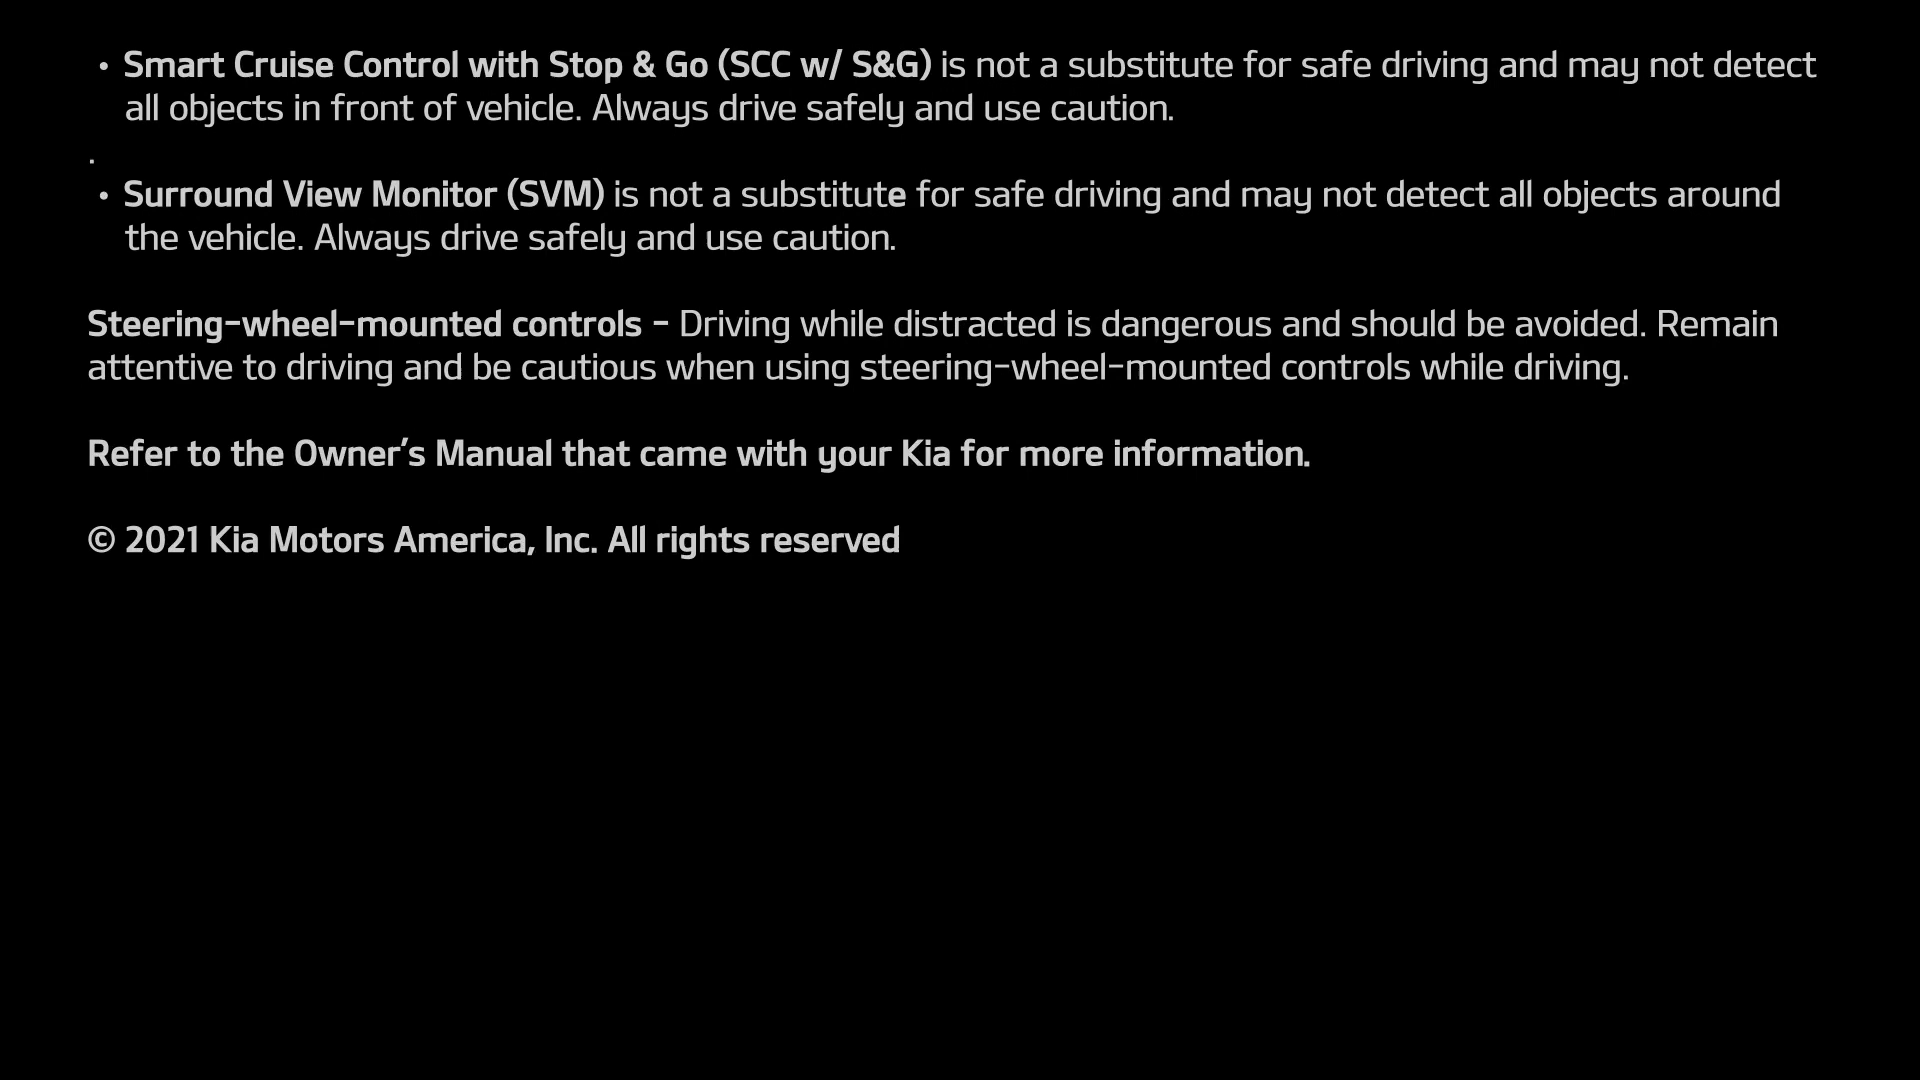 • Smart Cruise Control with Stop & Go (SCC w/ S&G) is not a substitute for safe driving and may not detect
all objects in front of vehicle. Always drive safely and use caution.
.
• Surround View Monitor (SVM) is not a substitute for safe driving and may not detect all objects around
the vehicle. Always drive safely and use caution.
Steering-wheel-mounted controls - Driving while distracted is dangerous and should be avoided. Remain
attentive to driving and be cautious when using steering-wheel-mounted controls while driving.
Refer to the Owner’s Manual that came with your Kia for more information.
© 2021 Kia Motors America, Inc. All rights reserved